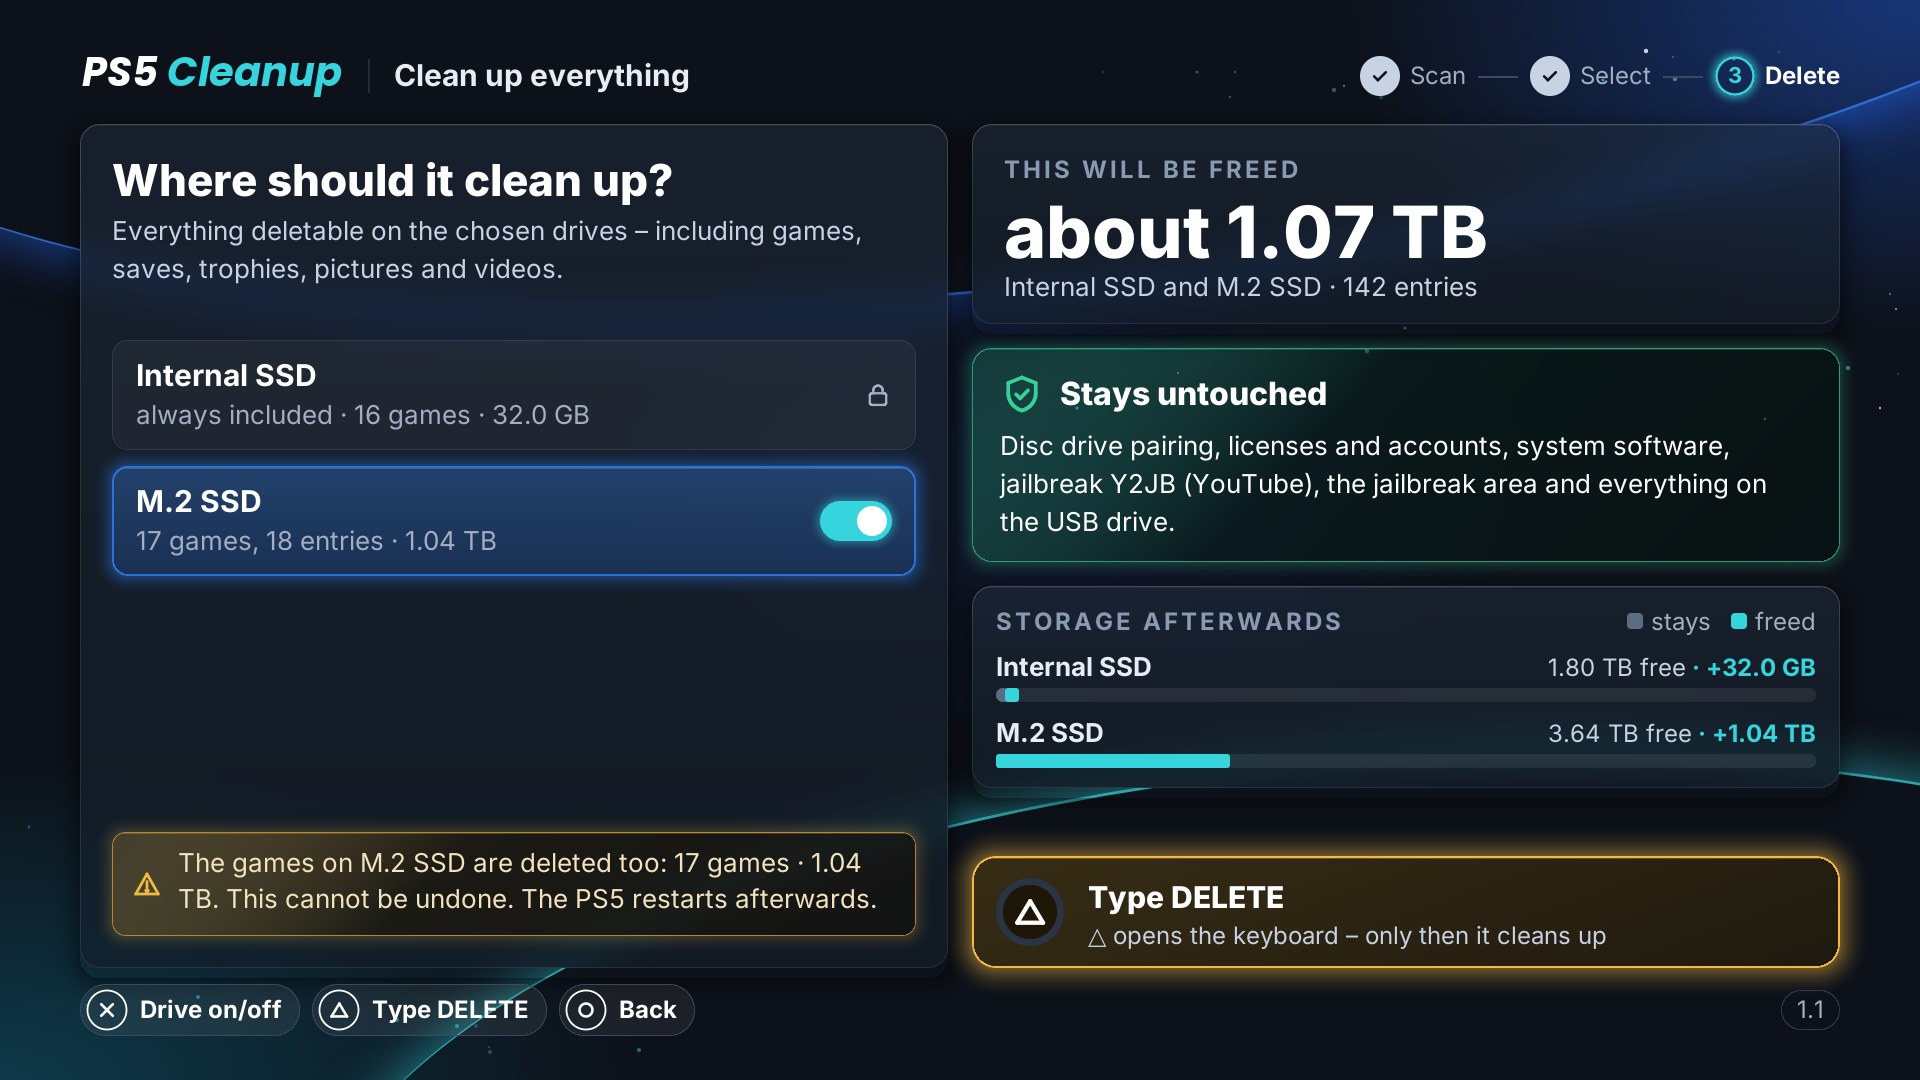 PS5 Cleanup
Clean up everything
Scan
Select
3
Delete
Where should it clean up?
Everything deletable on the chosen drives – including games,
saves, trophies, pictures and videos.
Internal SSD
always included · 16 games · 32.0 GB
M.2 SSD
17 games, 18 entries · 1.04 TB
The games on M.2 SSD are deleted too: 17 games · 1.04
TB. This cannot be undone. The PS5 restarts afterwards.
THIS WILL BE FREED
about 1.07 TB
Internal SSD and M.2 SSD · 142 entries
Stays untouched
Disc drive pairing, licenses and accounts, system software,
jailbreak Y2JB (YouTube), the jailbreak area and everything on
the USB drive.
STORAGE AFTERWARDS
stays
freed
Internal SSD
1.80 TB free · +32.0 GB
M.2 SSD
3.64 TB free · +1.04 TB
Type DELETE
△ opens the keyboard – only then it cleans up
Drive on/off
Type DELETE
Back
1.1